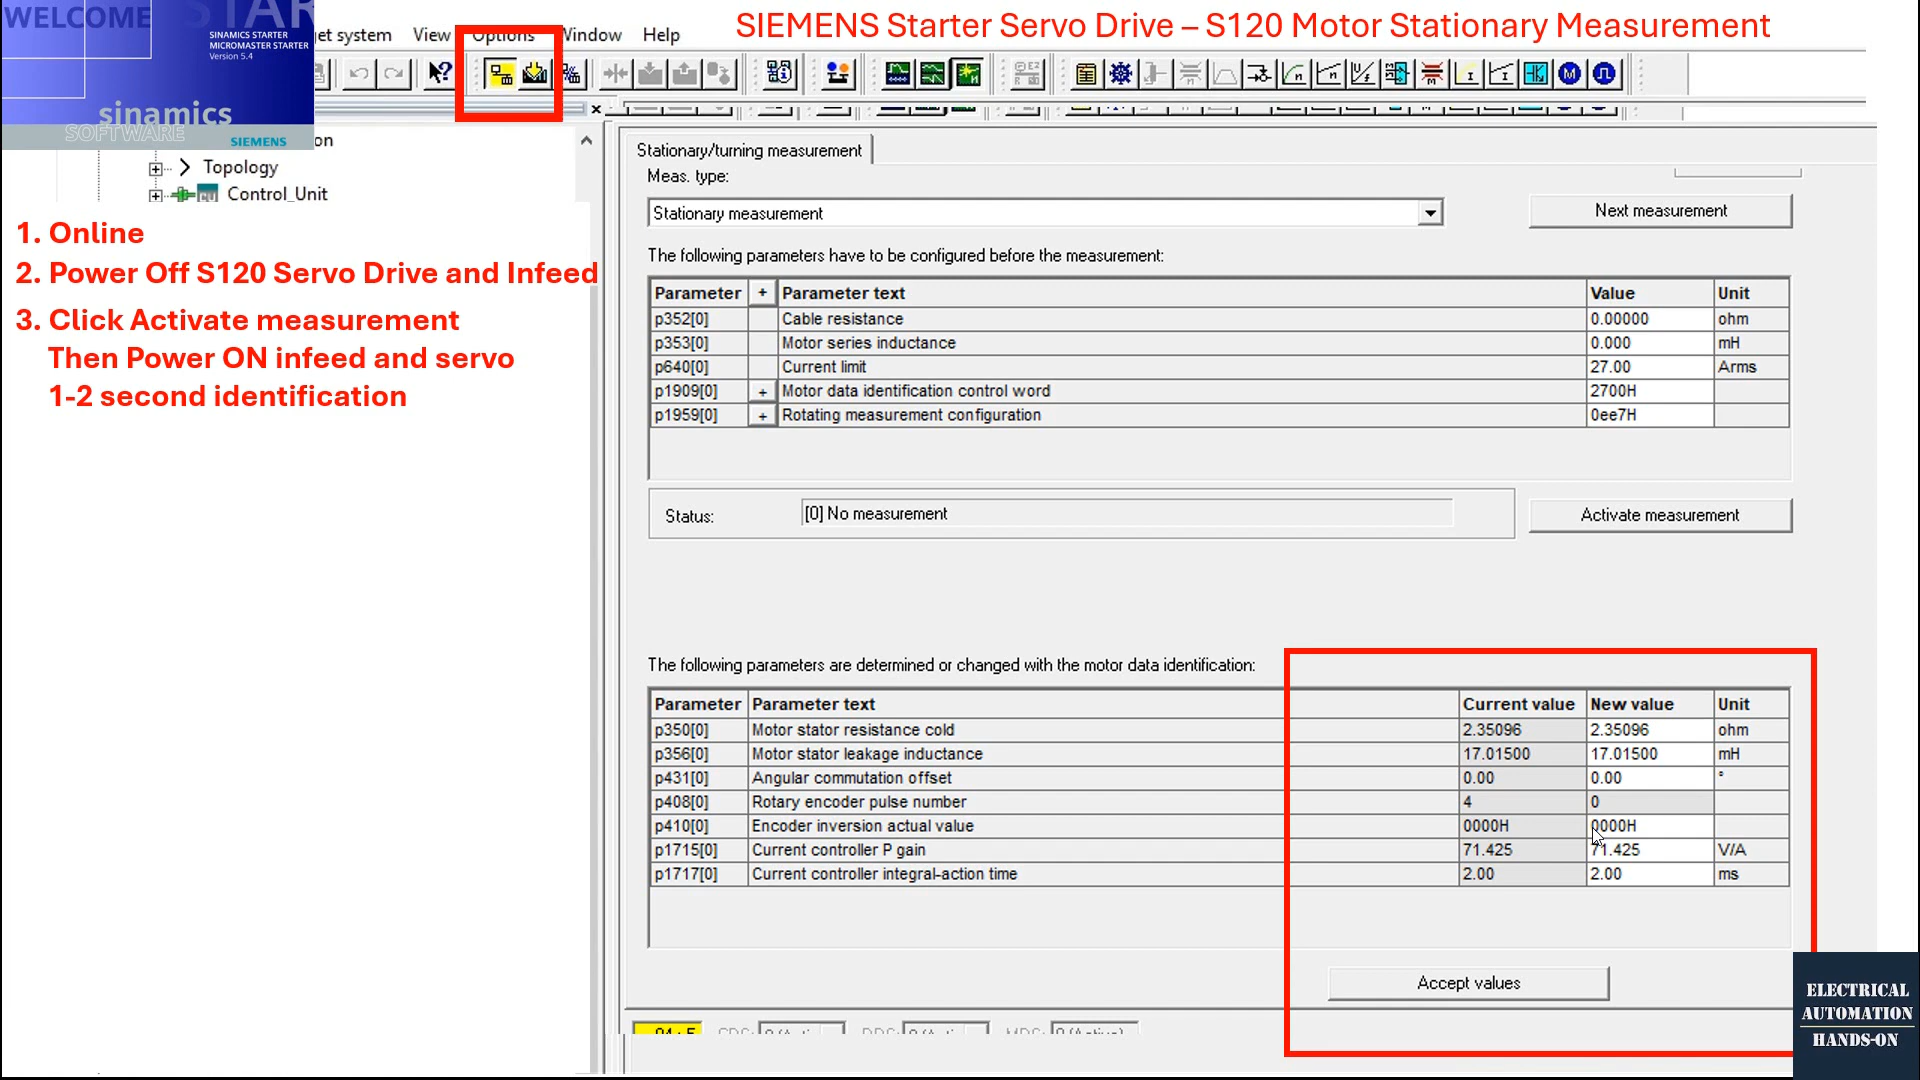 WELCOME
STAR
SINAMICS STARTER
MICROMASTER STARTER
Version 5.4
sinamics
SOFTWARE
SIEMENS
get system View Options Window Help
SIEMENS Starter Servo Drive – S120 Motor Stationary Measurement
on
Topology
Control_Unit
1. Online
2. Power Off S120 Servo Drive and Infeed
3. Click Activate measurement
Then Power ON infeed and servo
1-2 second identification
Stationary/turning measurement
Meas. type:
Stationary measurement
Next measurement
The following parameters have to be configured before the measurement:
Parameter + Parameter text Value Unit
p352[0] Cable resistance 0.00000 ohm
p353[0] Motor series inductance 0.000 mH
p640[0] Current limit 27.00 Arms
p1909[0] + Motor data identification control word 2700H
p1959[0] + Rotating measurement configuration 0ee7H
Status: [0] No measurement
Activate measurement
The following parameters are determined or changed with the motor data identification:
Parameter Parameter text Current value New value Unit
p350[0] Motor stator resistance cold 2.35096 2.35096 ohm
p356[0] Motor stator leakage inductance 17.01500 17.01500 mH
p431[0] Angular commutation offset 0.00 0.00 °
p408[0] Rotary encoder pulse number 4 0
p410[0] Encoder inversion actual value 0000H 0000H
p1715[0] Current controller P gain 71.425 71.425 V/A
p1717[0] Current controller integral-action time 2.00 2.00 ms
Accept values
ELECTRICAL
AUTOMATION
HANDS-ON